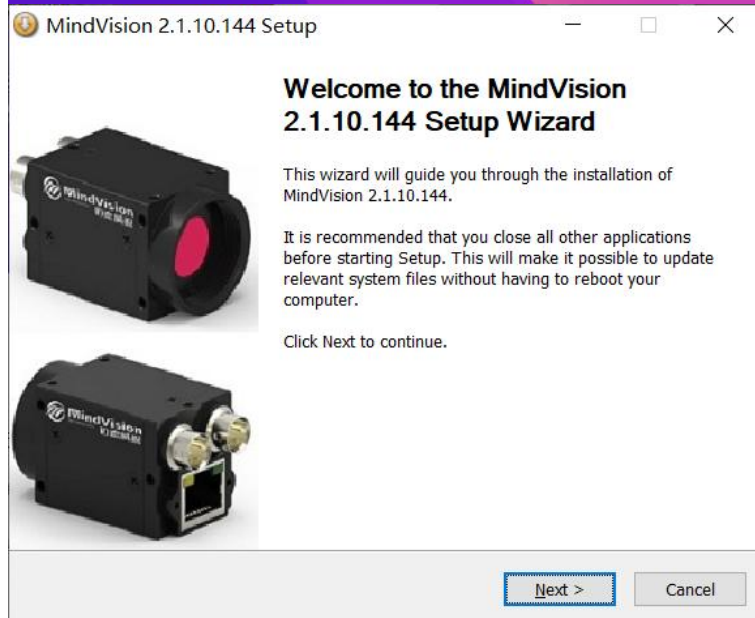 MindVision 2.1.10.144 Setup
Welcome to the MindVision
2.1.10.144 Setup Wizard
This wizard will guide you through the installation of
MindVision 2.1.10.144.
It is recommended that you close all other applications
before starting Setup. This will make it possible to update
relevant system files without having to reboot your
computer.
Click Next to continue.
MindVision
MindVision
Next >
Cancel